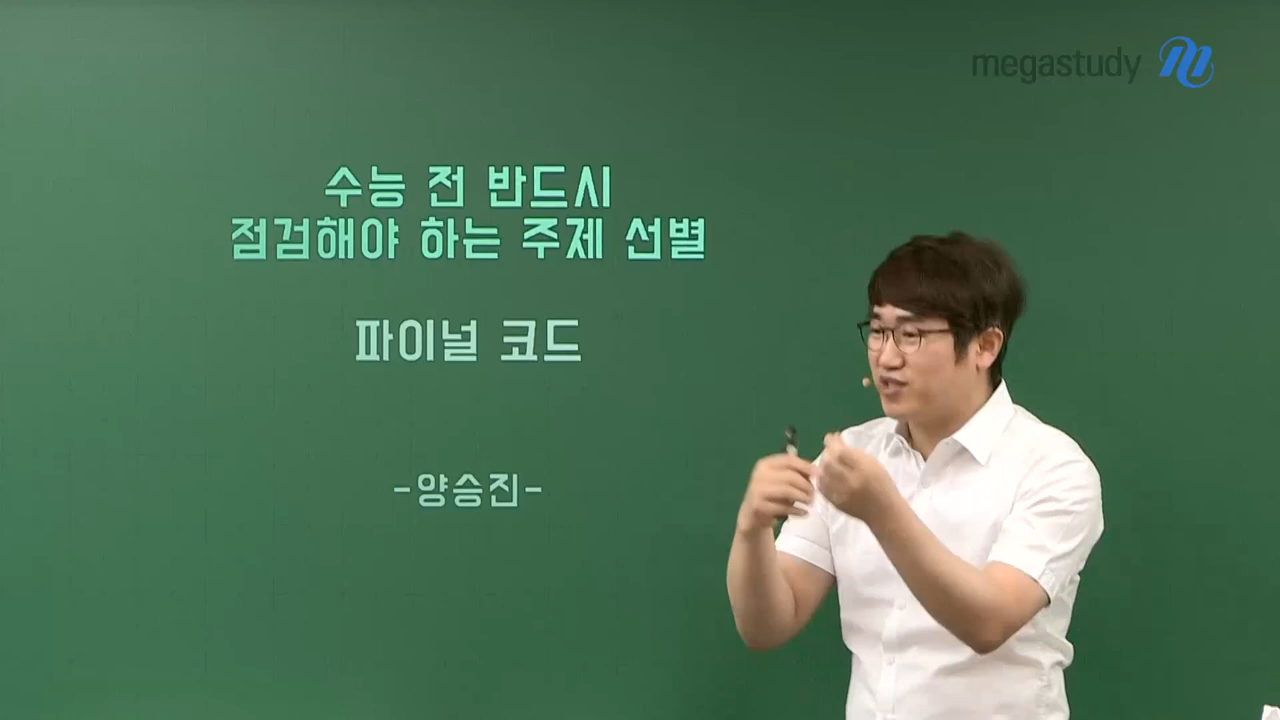 megastudy
수능 전 반드시
점검해야 하는 주제 선별
파이널 코드
-양승진-